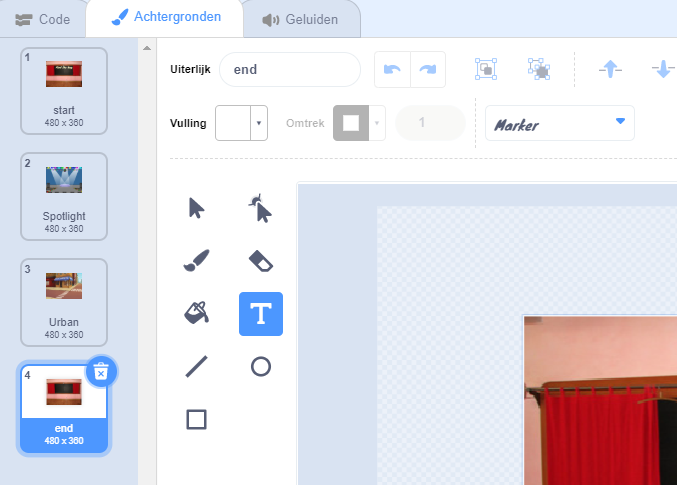 Code
Achtergronden
Geluiden
1
start
480 x 360
2
Spotlight
480 x 360
3
Urban
480 x 360
4
end
480 x 360
Uiterlijk
end
Vulling
Omtrek
1
Marker
T